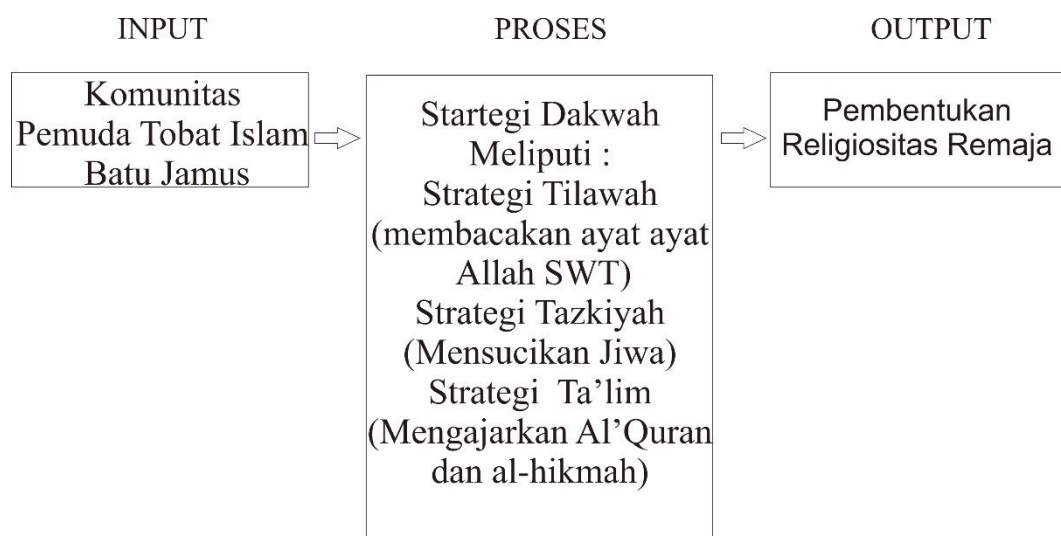 INPUT
PROSES
OUTPUT
Komunitas
Pemuda Tobat Islam
Batu Jamus
Startegi Dakwah
Meliputi :
Strategi Tilawah
(membacakan ayat ayat
Allah SWT)
Strategi Tazkiyah
(Mensucikan Jiwa)
Strategi Ta’lim
(Mengajarkan Al’Quran
dan al-hikmah)
Pembentukan
Religiositas Remaja